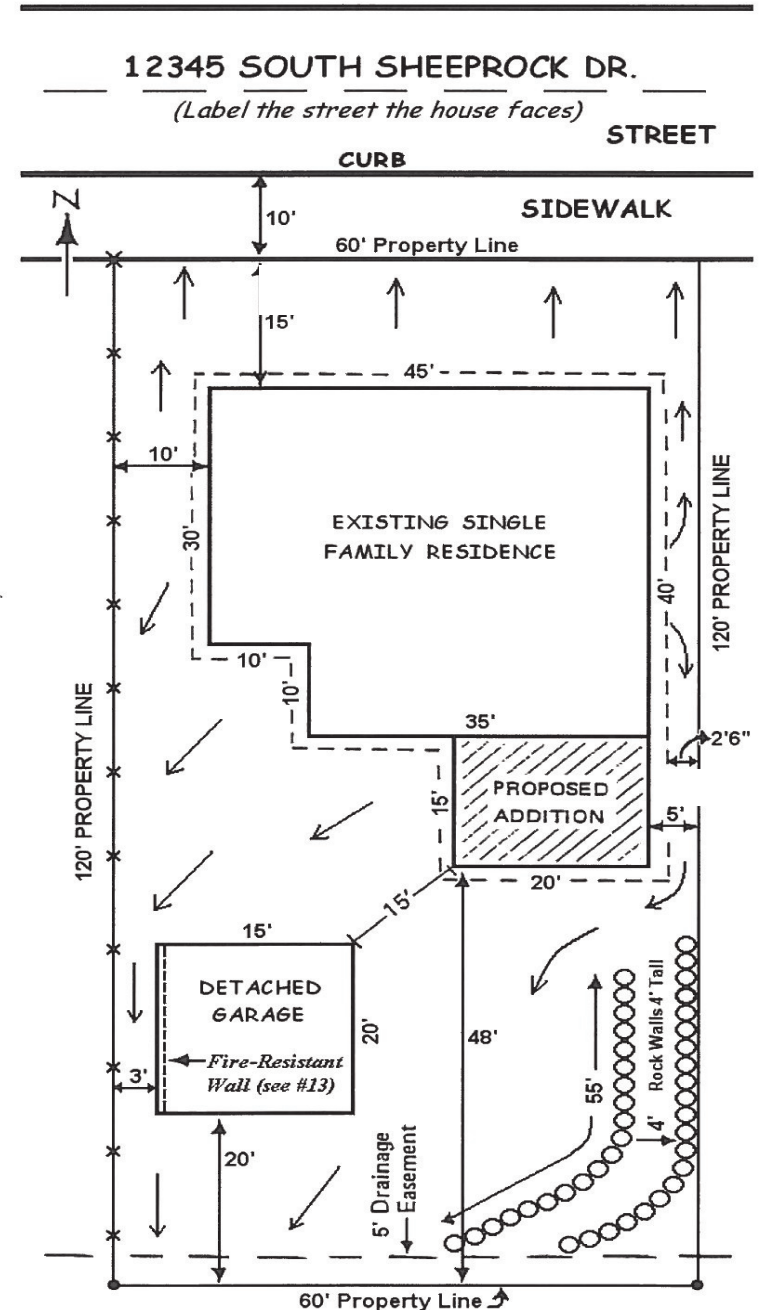 12345 SOUTH SHEEPROCK DR.
(Label the street the house faces)
STREET
CURB
N
SIDEWALK
10'
60' Property Line
15'
45'
10'
EXISTING SINGLE
FAMILY RESIDENCE
30'
40'
120' PROPERTY LINE
10'
10'
35'
2'6"
120' PROPERTY LINE
PROPOSED
ADDITION
15'
5'
20'
15'
15'
DETACHED
GARAGE
20'
Fire-Resistant
Wall (see #13)
3'
48'
Rock Walls 4' Tall
55'
4'
20'
5' Drainage
Easement
60' Property Line